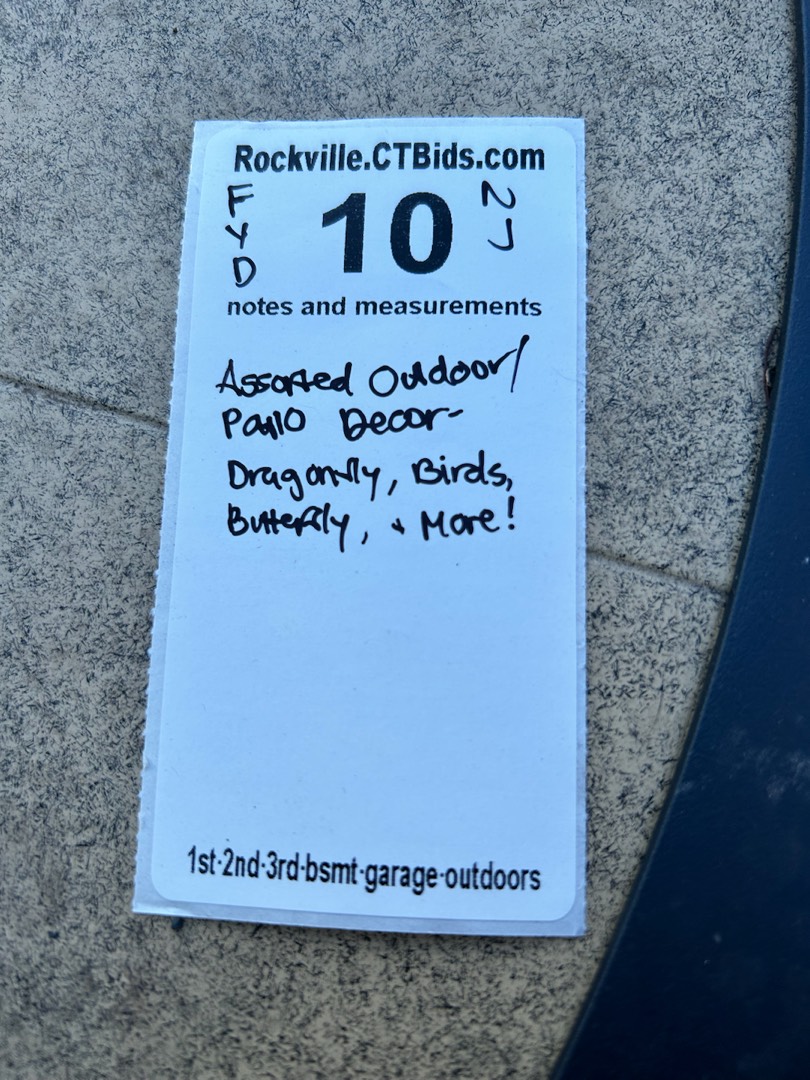 Rockville.CTBids.com
F
Y
D
10
N
J
notes and measurements
Assorted Outdoor/
Patio Decor-
Dragonfly, Birds,
Butterfly, + More!
1st·2nd·3rd·bsmt·garage·outdoors